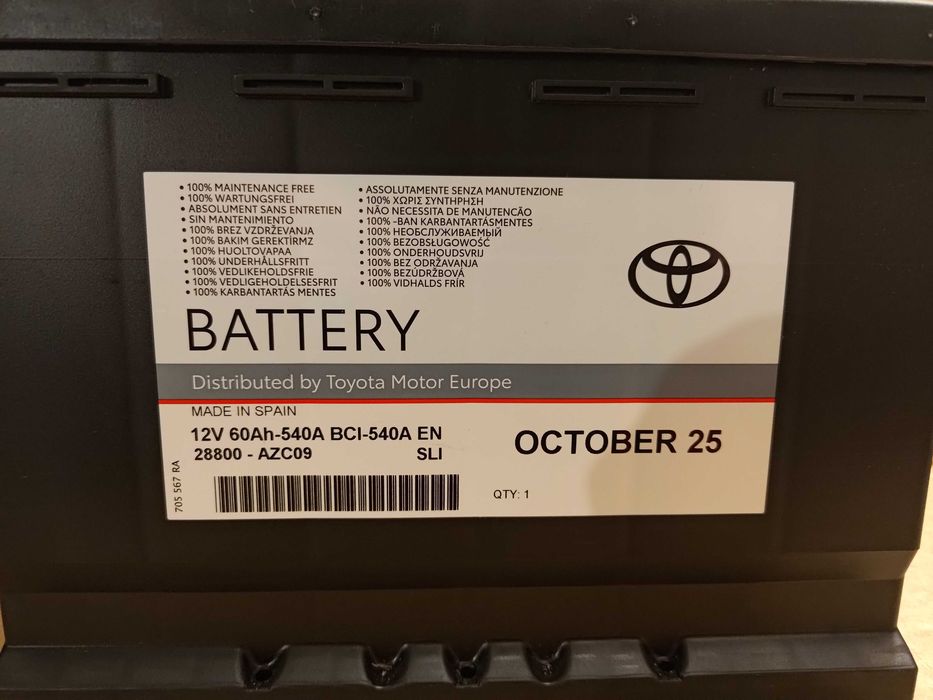 • 100% MAINTENANCE FREE
• 100% WARTUNGSFREI
• ABSOLUMENT SANS ENTRETIEN
• SIN MANTENIMIENTO
• 100% BREZ VZDRŽEVANJA
• 100% BAKIM GEREKTİRMZ
• 100% HUOLTOVAPAA
• 100% UNDERHÅLLSFRITT
• 100% VEDLIKEHOLDSFRIE
• 100% VEDLIGEHOLDELSESFRIT
• 100% KARBANTARTÁS MENTES
• ASSOLUTAMENTE SENZA MANUTENZIONE
• 100% ΧΩΡΙΣ ΣΥΝΤΗΡΗΣΗ
• NÃO NECESSITA DE MANUTENCÃO
• 100% -BAN KARBANTARTÁSMENTES
• 100% НЕОБСЛУЖИВАЕМЫЙ
• 100% BEZOBSŁUGOWOŚĆ
• 100% ONDERHOUDSVRIJ
• 100% BEZ ODRŽAVANJA
• 100% BEZÚDRŽBOVÁ
• 100% VIDHALDS FRÍR
BATTERY
Distributed by Toyota Motor Europe
MADE IN SPAIN
12V 60Ah-540A BCI-540A EN
28800 - AZC09 SLI
OCTOBER 25
QTY: 1
705 567 RA